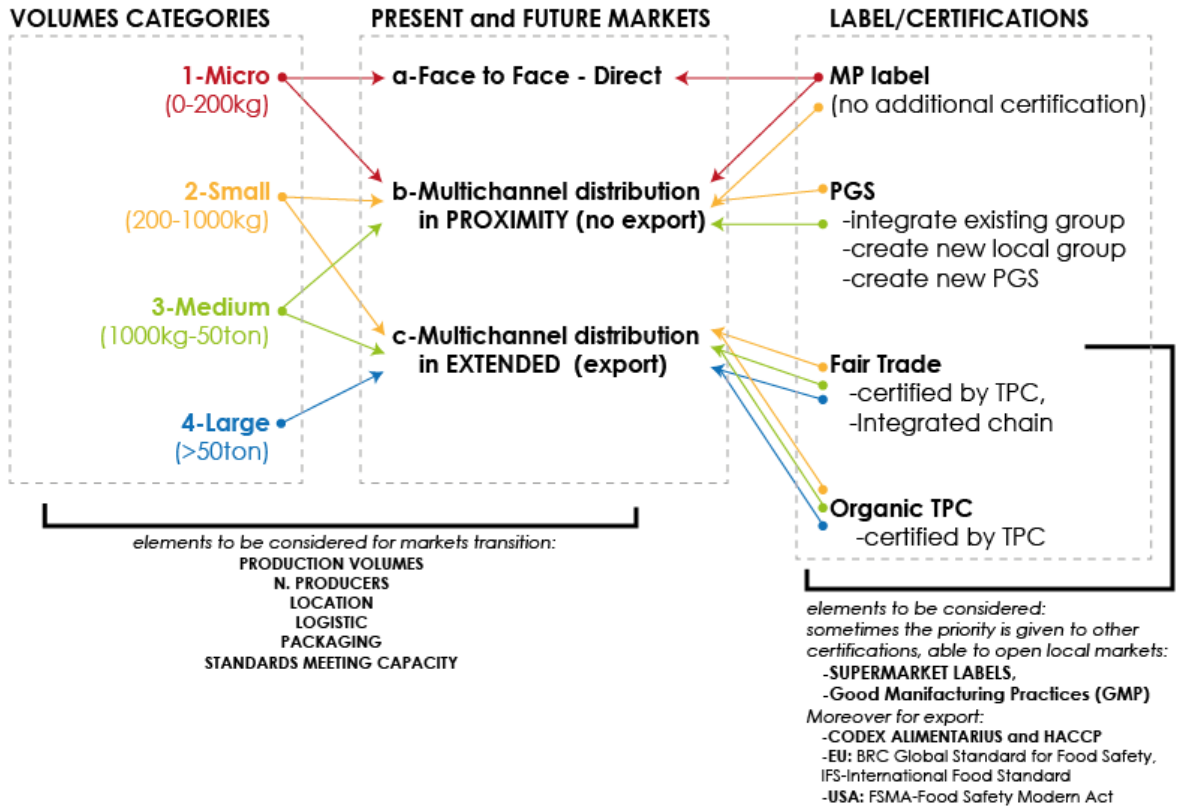 VOLUMES CATEGORIES
1-Micro
(0-200kg)
2-Small
(200-1000kg)
3-Medium
(1000kg-50ton)
4-Large
(>50ton)
PRESENT and FUTURE MARKETS
a-Face to Face - Direct
b-Multichannel distribution
in PROXIMITY (no export)
c-Multichannel distribution
in EXTENDED (export)
LABEL/CERTIFICATIONS
MP label
(no additional certification)
PGS
-integrate existing group
-create new local group
-create new PGS
Fair Trade
-certified by TPC,
-Integrated chain
Organic TPC
-certified by TPC
elements to be considered for markets transition:
PRODUCTION VOLUMES
N. PRODUCERS
LOCATION
LOGISTIC
PACKAGING
STANDARDS MEETING CAPACITY
elements to be considered:
sometimes the priority is given to other
certifications, able to open local markets:
-SUPERMARKET LABELS,
-Good Manifacturing Practices (GMP)
Moreover for export:
-CODEX ALIMENTARIUS and HACCP
-EU: BRC Global Standard for Food Safety,
IFS-International Food Standard
-USA: FSMA-Food Safety Modern Act